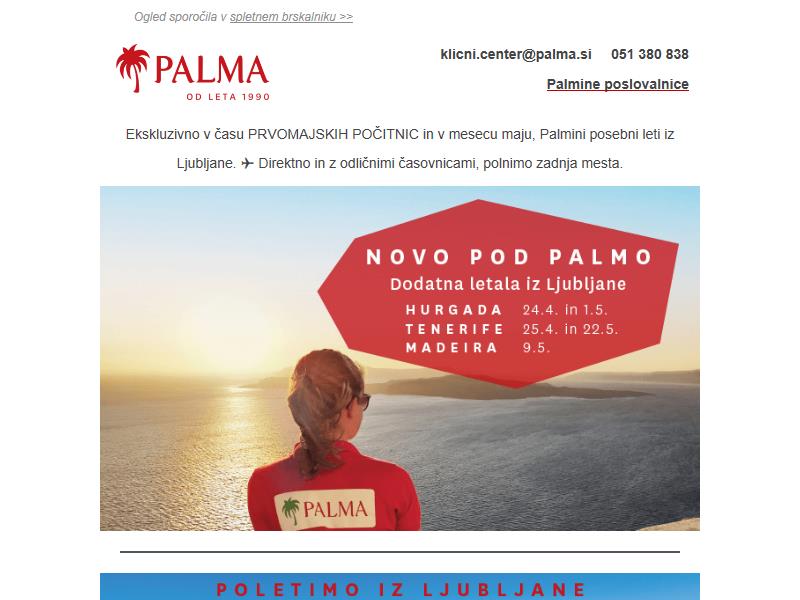 Ogled sporočila v spletnem brskalniku >>
PALMA
OD LETA 1990
klicni.center@palma.si 051 380 838
Palmine poslovalnice
Ekskluzivno v času PRVOMAJSKIH POČITNIC in v mesecu maju, Palmini posebni leti iz
Ljubljane. ✈ Direktno in z odličnimi časovnicami, polnimo zadnja mesta.
NOVO POD PALMO
Dodatna letala iz Ljubljane
HURGADA 24.4. in 1.5.
TENERIFE 25.4. in 22.5.
MADEIRA 9.5.
PALMA
POLETIMO IZ LJUBLJANE